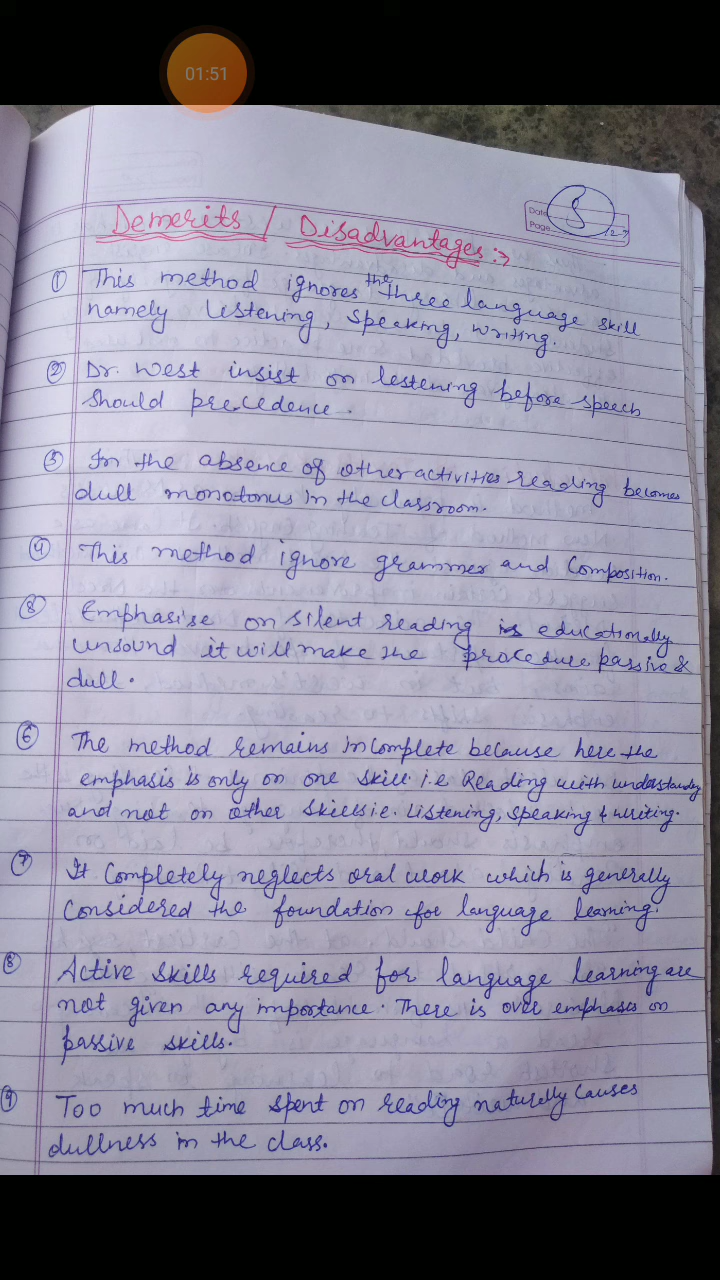 01:51
Date
Page
8
Demerits / Disadvantages :->
① This method ignores the three language skill
namely Listening, Speaking, writing.
② Dr. West insist on lestening before speech
should precedence.
③ In the absence of other activities reading becomes
dull monotonus in the classroom.
④ This method ignore grammer and Composition.
⑧ Emphasise on silent reading is educationally
unsound it will make the procedure passive &
dull.
⑥ The method remains incomplete because here the
emphasis is only on one skill i.e Reading with understandy
and not on other skills i.e. Listening, Speaking & writing.
⑦ It Completely neglects oral work which is generally
Considered the foundation for language learning.
⑧ Active skills required for language learning are
not given any importance. There is over emphasis on
passive skills.
⑨ Too much time spent on reading naturally Causes
dullness in the class.